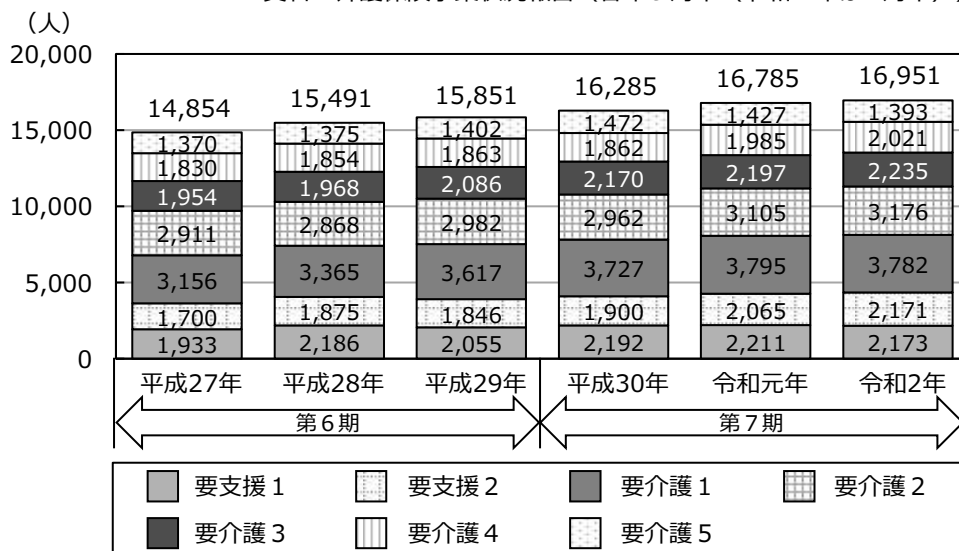 （人）
20,000
14,854 15,491 15,851 16,285 16,785 16,951
15,000
1,370 1,375 1,402 1,472 1,427 1,393
1,830 1,854 1,863 1,862 1,985 2,021
1,954 1,968 2,086 2,170 2,197 2,235
10,000
2,911 2,868 2,982 2,962 3,105 3,176
5,000
3,156 3,365 3,617 3,727 3,795 3,782
1,700 1,875 1,846 1,900 2,065 2,171
1,933 2,186 2,055 2,192 2,211 2,173
0
平成27年 平成28年 平成29年 平成30年 令和元年 令和2年
第６期 第７期
要支援１ 要支援２ 要介護１ 要介護２
要介護３ 要介護４ 要介護５